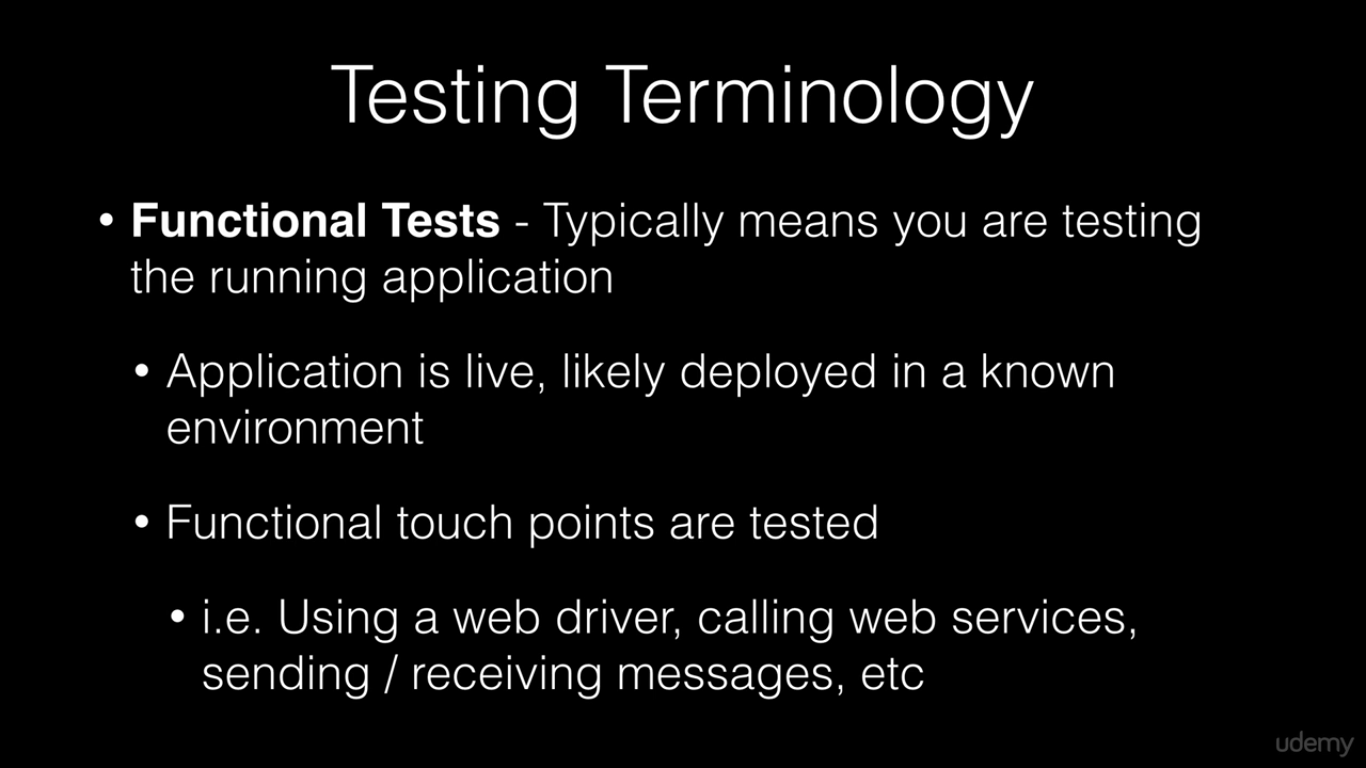 Testing Terminology
• Functional Tests - Typically means you are testing
the running application
• Application is live, likely deployed in a known
environment
• Functional touch points are tested
• i.e. Using a web driver, calling web services,
sending / receiving messages, etc
udemy